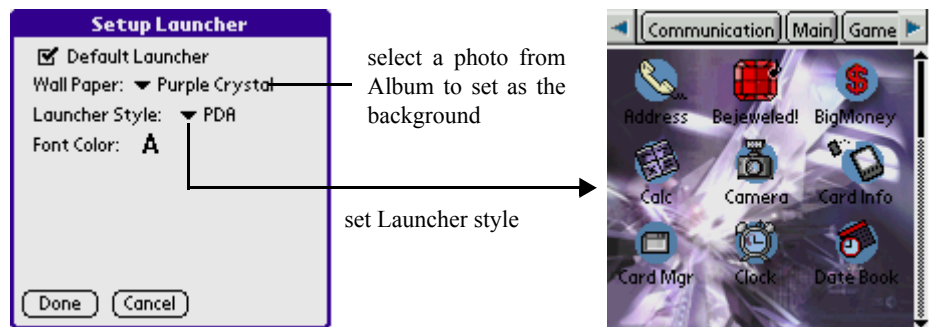 Setup Launcher
Default Launcher
Wall Paper: Purple Crystal
Launcher Style: PDA
Font Color: A
Done Cancel
select a photo from
Album to set as the
background
set Launcher style
Communication Main Game
Address Bejeweled! BigMoney
Calc Camera Card Info
Card Mgr Clock Date Book